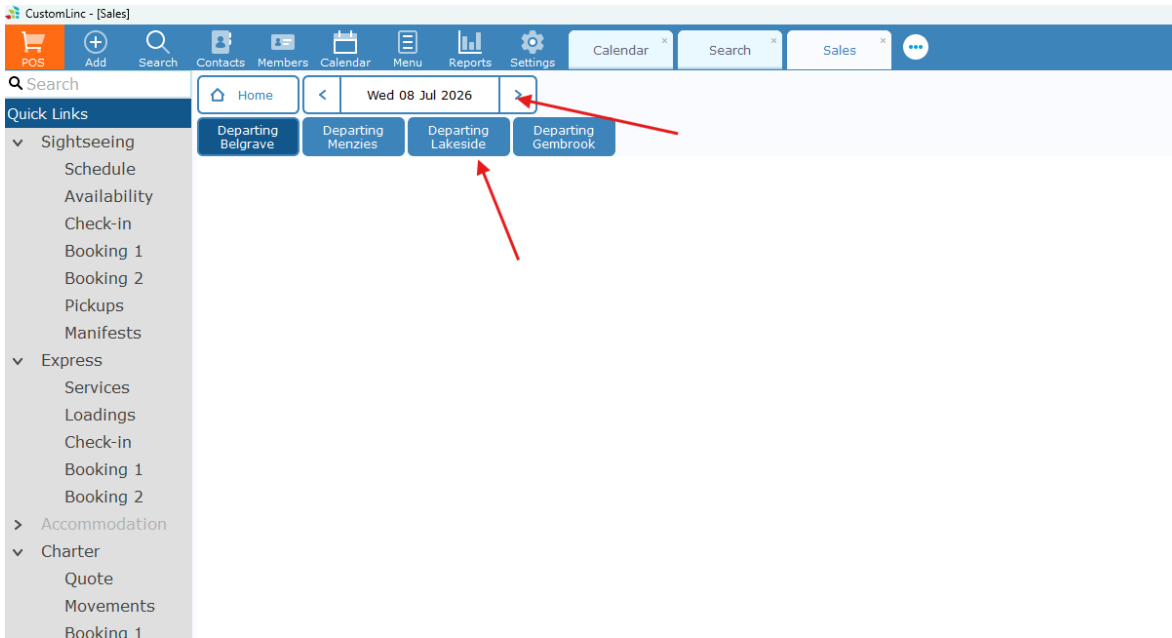 CustomLinc - [Sales]
POS Add Search Contacts Members Calendar Menu Reports Settings Calendar × Search × Sales ×
Search
Home < Wed 08 Jul 2026 >
Quick Links
Departing Belgrave
Departing Menzies
Departing Lakeside
Departing Gembrook
Sightseeing
Schedule
Availability
Check-in
Booking 1
Booking 2
Pickups
Manifests
Express
Services
Loadings
Check-in
Booking 1
Booking 2
Accommodation
Charter
Quote
Movements
Booking 1